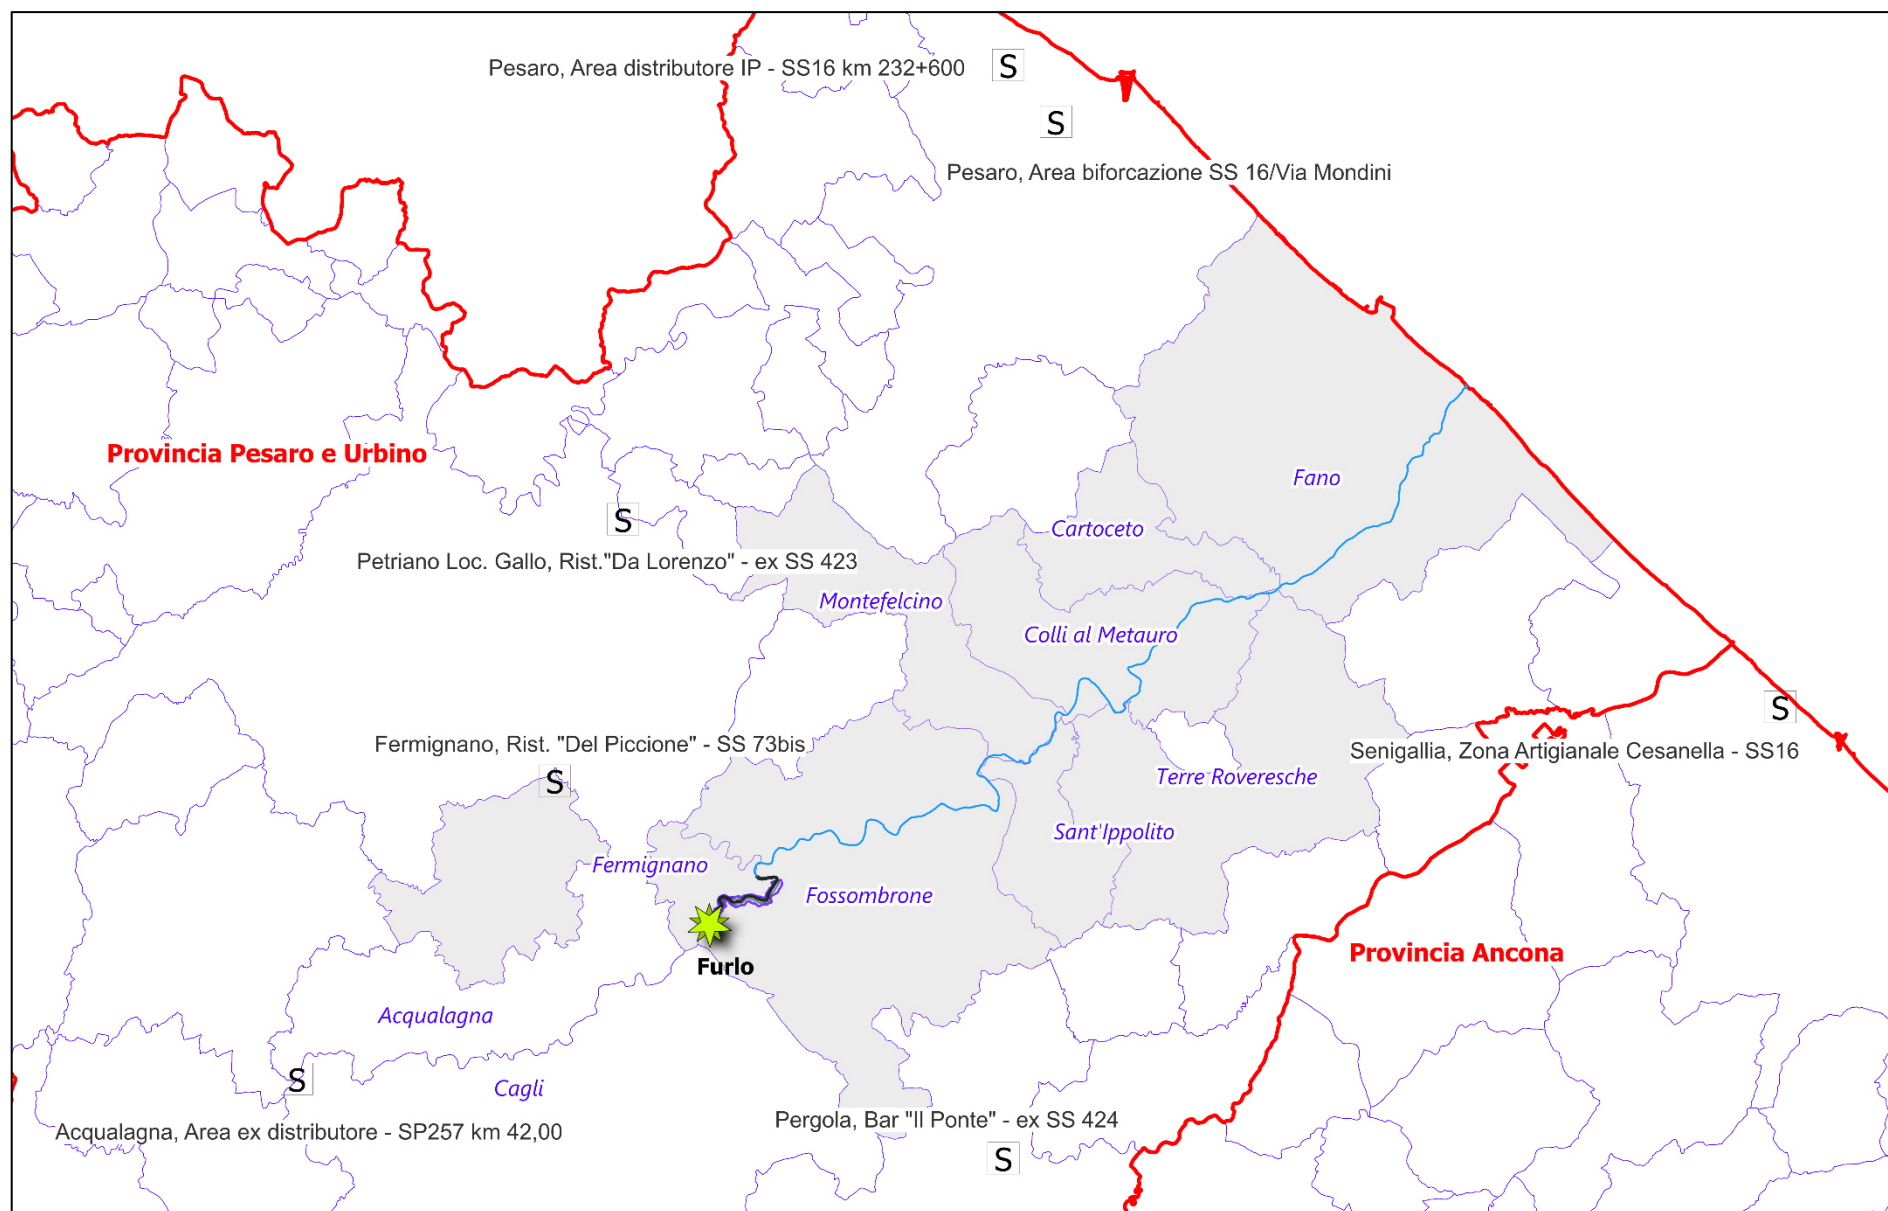 Pesaro, Area distributore IP - SS16 km 232+600
S
S
Pesaro, Area biforcazione SS 16/Via Mondini
Provincia Pesaro e Urbino
Fano
S
Cartoceto
Petriano Loc. Gallo, Rist."Da Lorenzo" - ex SS 423
Montefelcino
Colli al Metauro
S
Fermignano, Rist. "Del Piccione" - SS 73bis
Senigallia, Zona Artigianale Cesanella - SS16
S
Terre Roveresche
Sant'Ippolito
Fermignano
Fossombrone
Furlo
Provincia Ancona
Acqualagna
S
Cagli
Pergola, Bar "Il Ponte" - ex SS 424
Acqualagna, Area ex distributore - SP257 km 42,00
S